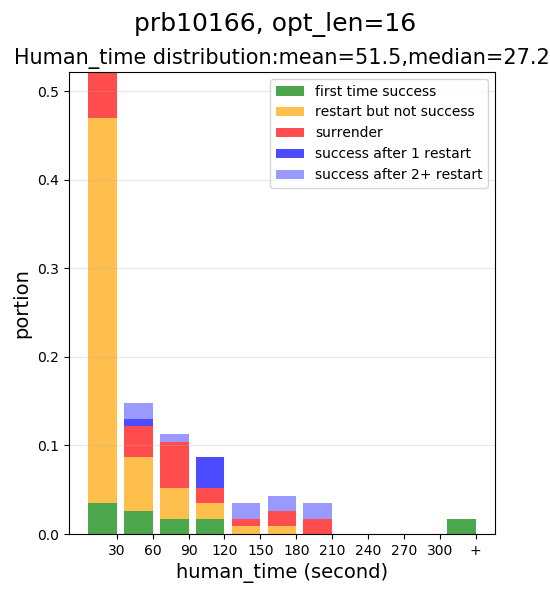 prb10166, opt_len=16
Human_time distribution:mean=51.5,median=27.2
first time success
restart but not success
surrender
success after 1 restart
success after 2+ restart
portion
0.5
0.4
0.3
0.2
0.1
0.0
30 60 90 120 150 180 210 240 270 300 +
human_time (second)